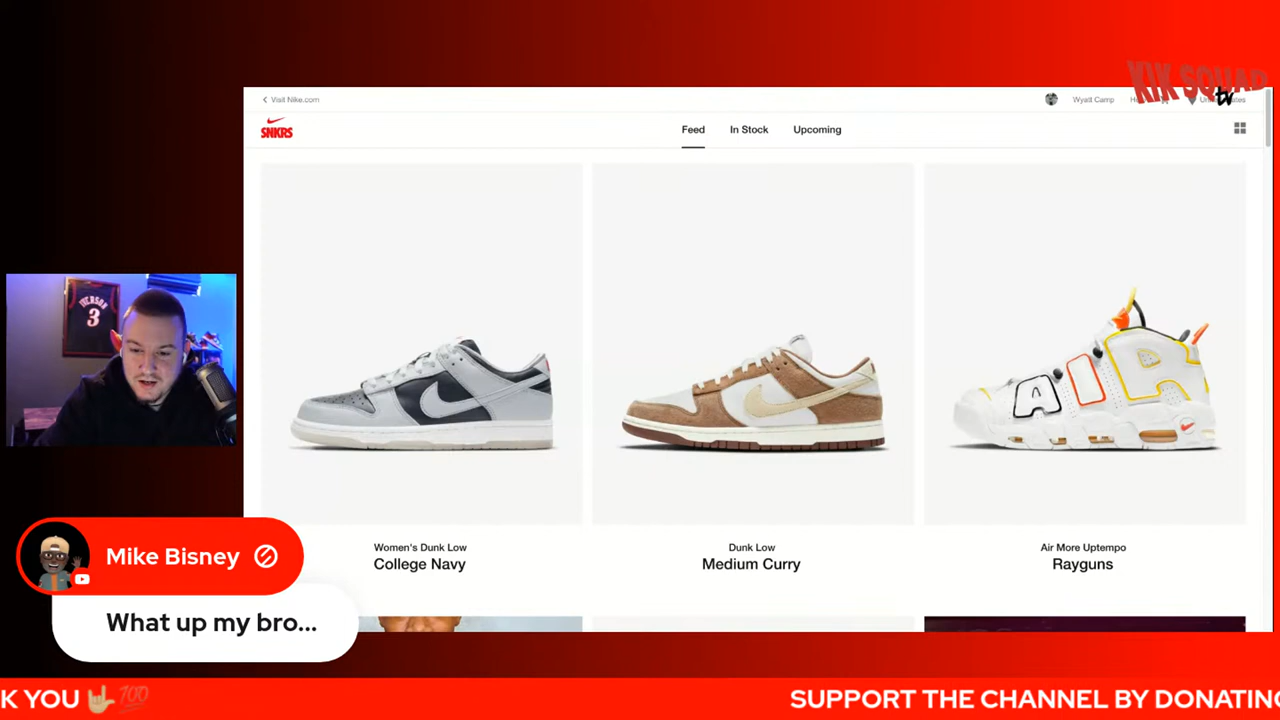 KIK SQUAD
tv
Visit Nike.com
Wyatt Camp
SNKRS
Feed
In Stock
Upcoming
IVERSON
3
AIR
Women's Dunk Low
College Navy
Dunk Low
Medium Curry
Air More Uptempo
Rayguns
Mike Bisney
What up my bro...
K YOU 🤟🏼 💯
SUPPORT THE CHANNEL BY DONATING